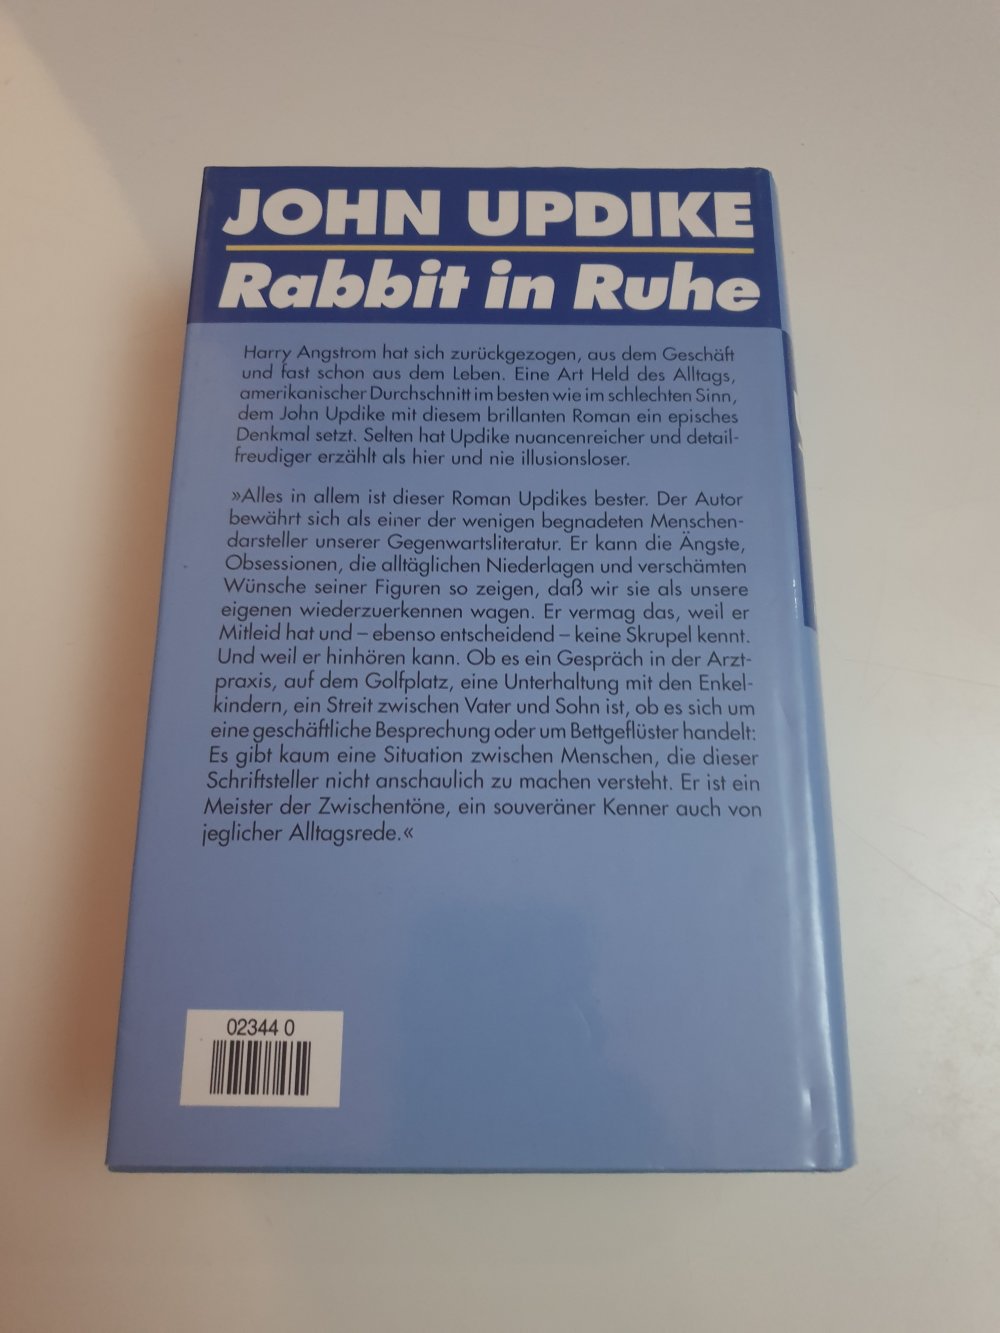 JOHN UPDIKE
Rabbit in Ruhe
Harry Angstrom hat sich zurückgezogen, aus dem Geschäft
und fast schon aus dem Leben. Eine Art Held des Alltags,
amerikanischer Durchschnitt im besten wie im schlechten Sinn,
dem John Updike mit diesem brillanten Roman ein episches
Denkmal setzt. Selten hat Updike nuancenreicher und detail-
freudiger erzählt als hier und nie illusionsloser.
»Alles in allem ist dieser Roman Updikes bester. Der Autor
bewährt sich als einer der wenigen begnadeten Menschen-
darsteller unserer Gegenwartsliteratur. Er kann die Ängste,
Obsessionen, die alltäglichen Niederlagen und verschämten
Wünsche seiner Figuren so zeigen, daß wir sie als unsere
eigenen wiederzuerkennen wagen. Er vermag das, weil er
Mitleid hat und – ebenso entscheidend – keine Skrupel kennt.
Und weil er hinhören kann. Ob es ein Gespräch in der Arzt-
praxis, auf dem Golfplatz, eine Unterhaltung mit den Enkel-
kindern, ein Streit zwischen Vater und Sohn ist, ob es sich um
eine geschäftliche Besprechung oder um Bettgeflüster handelt:
Es gibt kaum eine Situation zwischen Menschen, die dieser
Schriftsteller nicht anschaulich zu machen versteht. Er ist ein
Meister der Zwischentöne, ein souveräner Kenner auch von
jeglicher Alltagsrede.«
02344 0